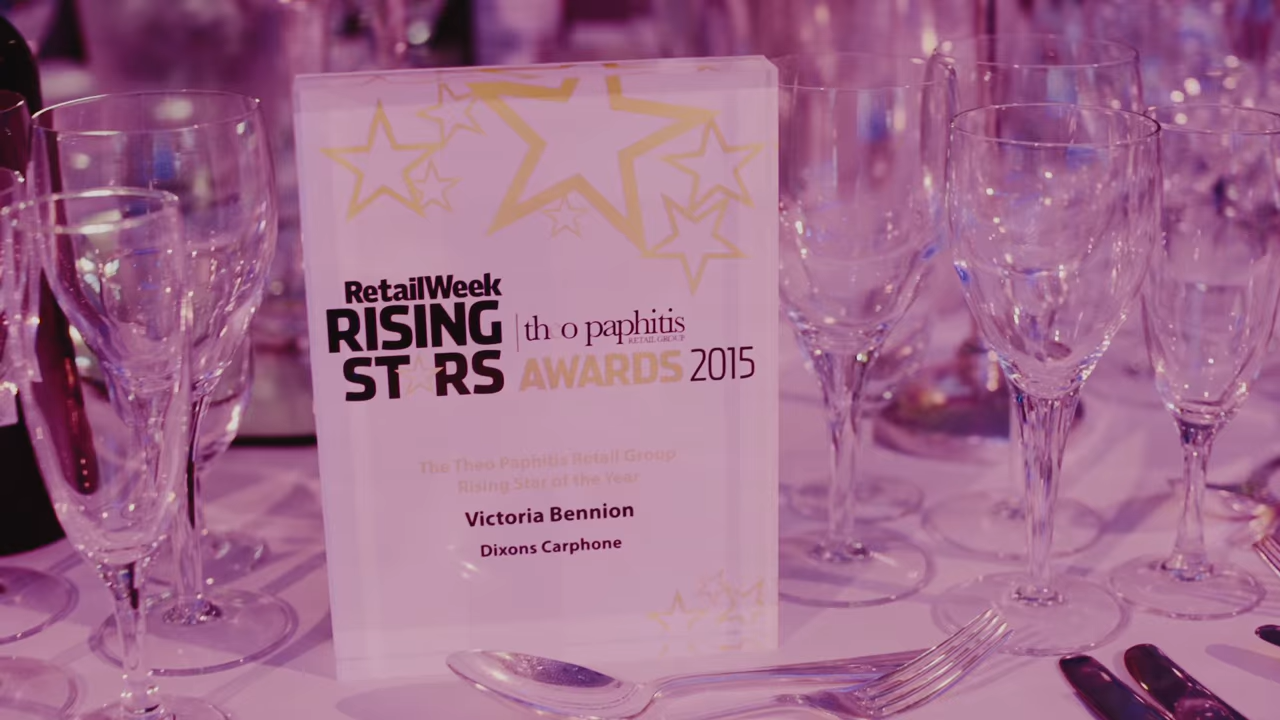 RetailWeek
RISING
STARS
theo paphitis
RETAIL GROUP
AWARDS 2015
The Theo Paphitis Retail Group
Rising Star of the Year
Victoria Bennion
Dixons Carphone